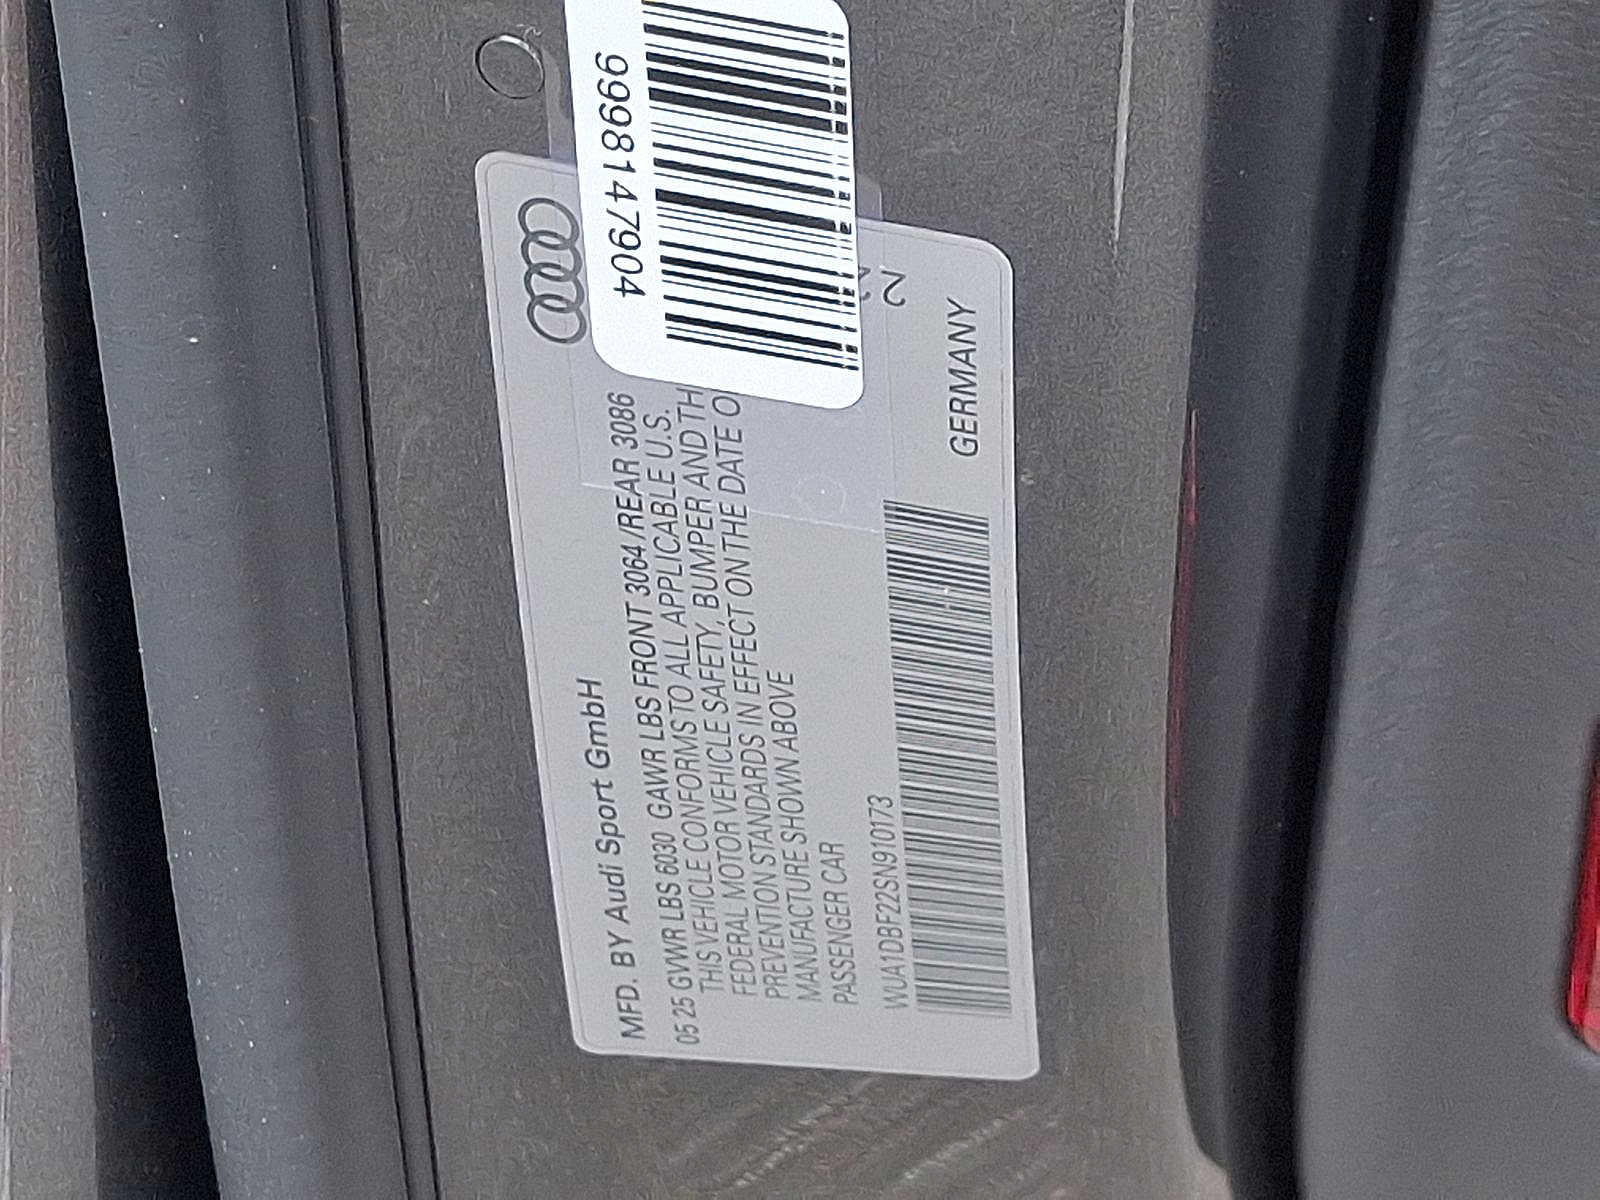 9998147904
MFD. BY Audi Sport GmbH
05 25 GVWR LBS 6030 GAWR LBS FRONT 3064 /REAR 3086
THIS VEHICLE CONFORMS TO ALL APPLICABLE U.S.
FEDERAL MOTOR VEHICLE SAFETY, BUMPER AND TH
PREVENTION STANDARDS IN EFFECT ON THE DATE O
MANUFACTURE SHOWN ABOVE
PASSENGER CAR
WUA1DBF22SN910173
2
GERMANY